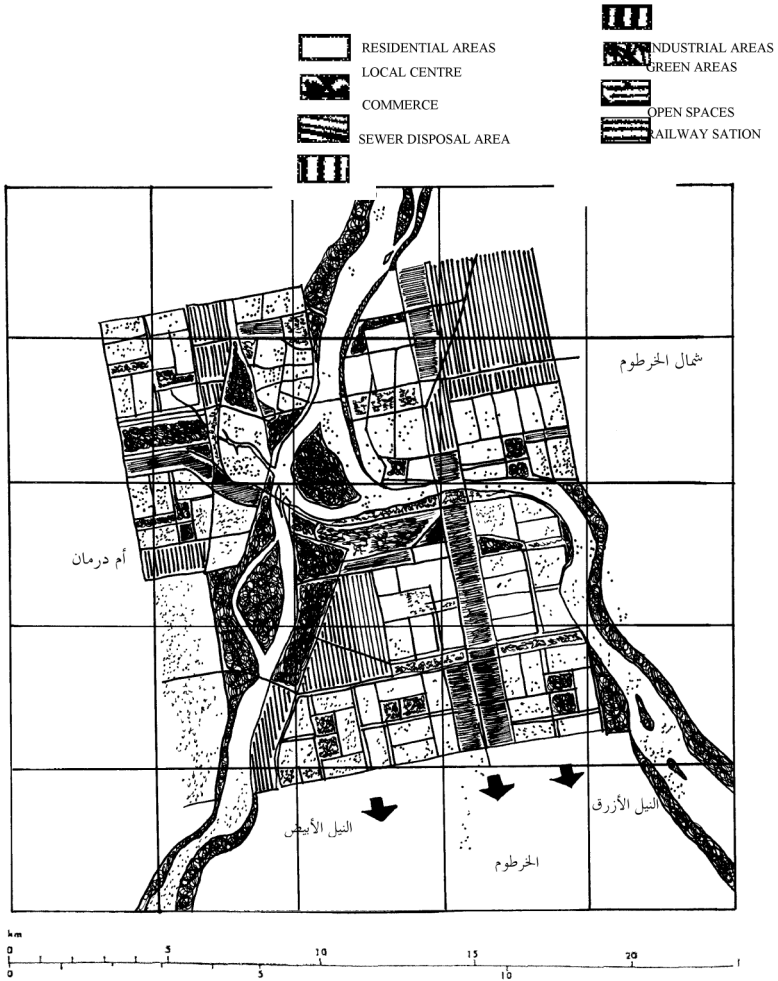 RESIDENTIAL AREAS
LOCAL CENTRE
COMMERCE
SEWER DISPOSAL AREA
INDUSTRIAL AREAS
GREEN AREAS
OPEN SPACES
RAILWAY SATION
شمال الخرطوم
أم درمان
النيل الأزرق
النيل الأبيض
الخرطوم
km
0 5 10 15 20
0 5 10